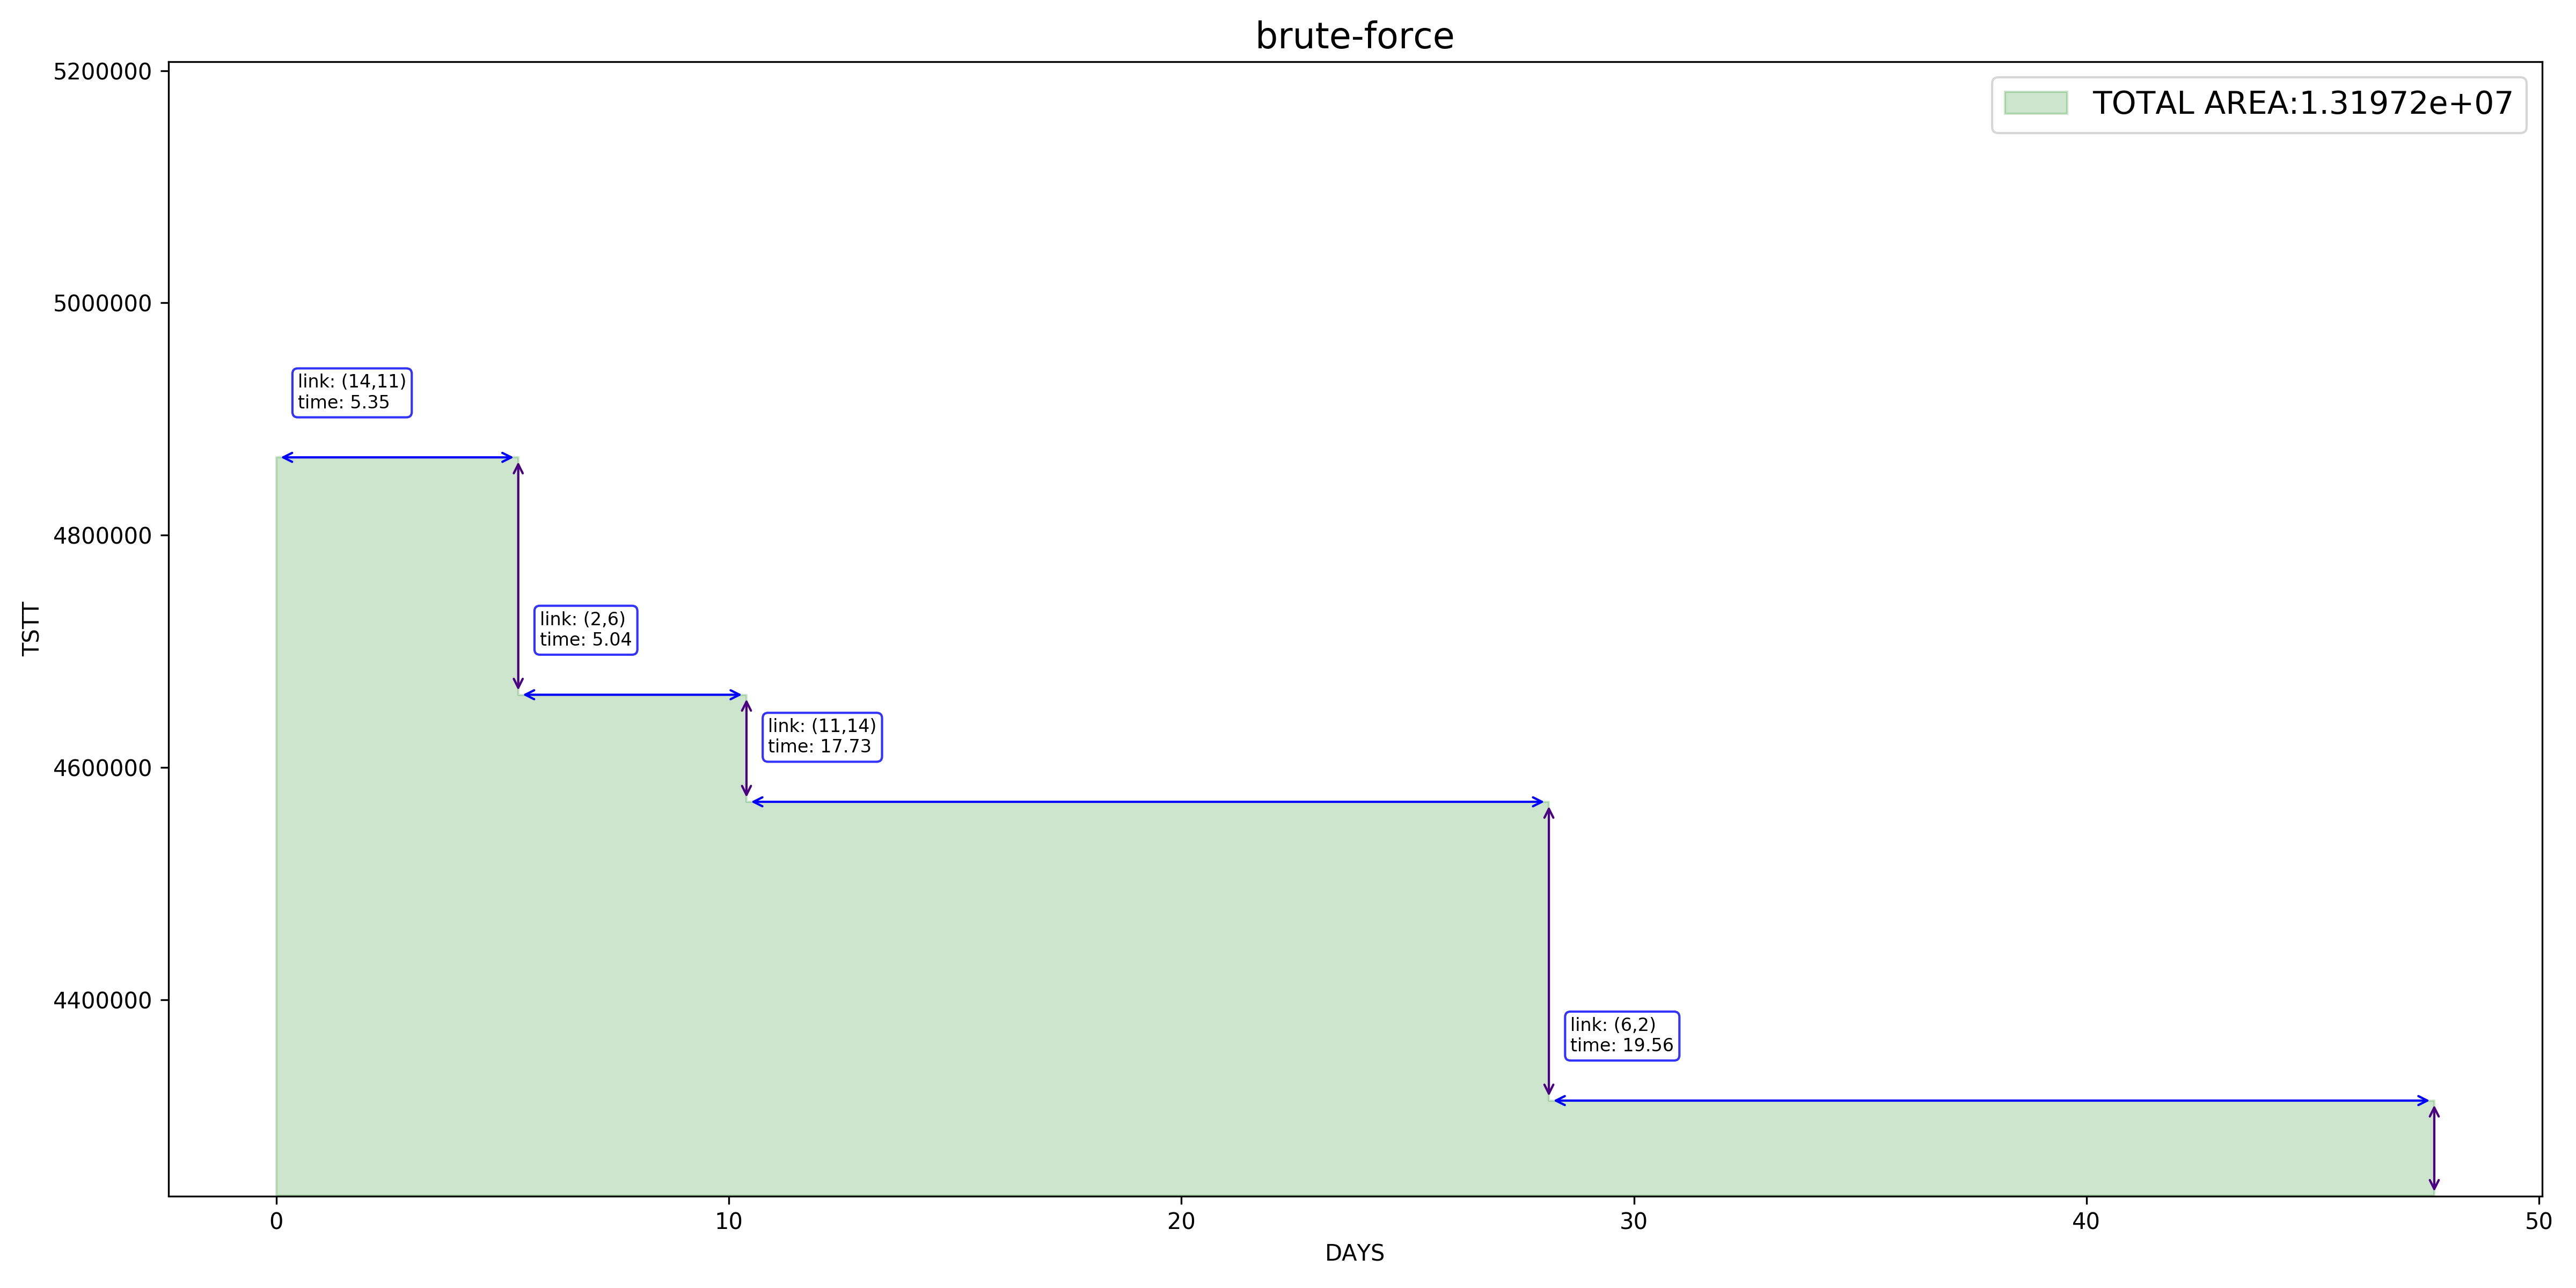 brute-force
TOTAL AREA:1.31972e+07
5200000
5000000
4800000
4600000
4400000
TSTT
link: (14,11)
time: 5.35
link: (2,6)
time: 5.04
link: (11,14)
time: 17.73
link: (6,2)
time: 19.56
0 10 20 30 40 50
DAYS